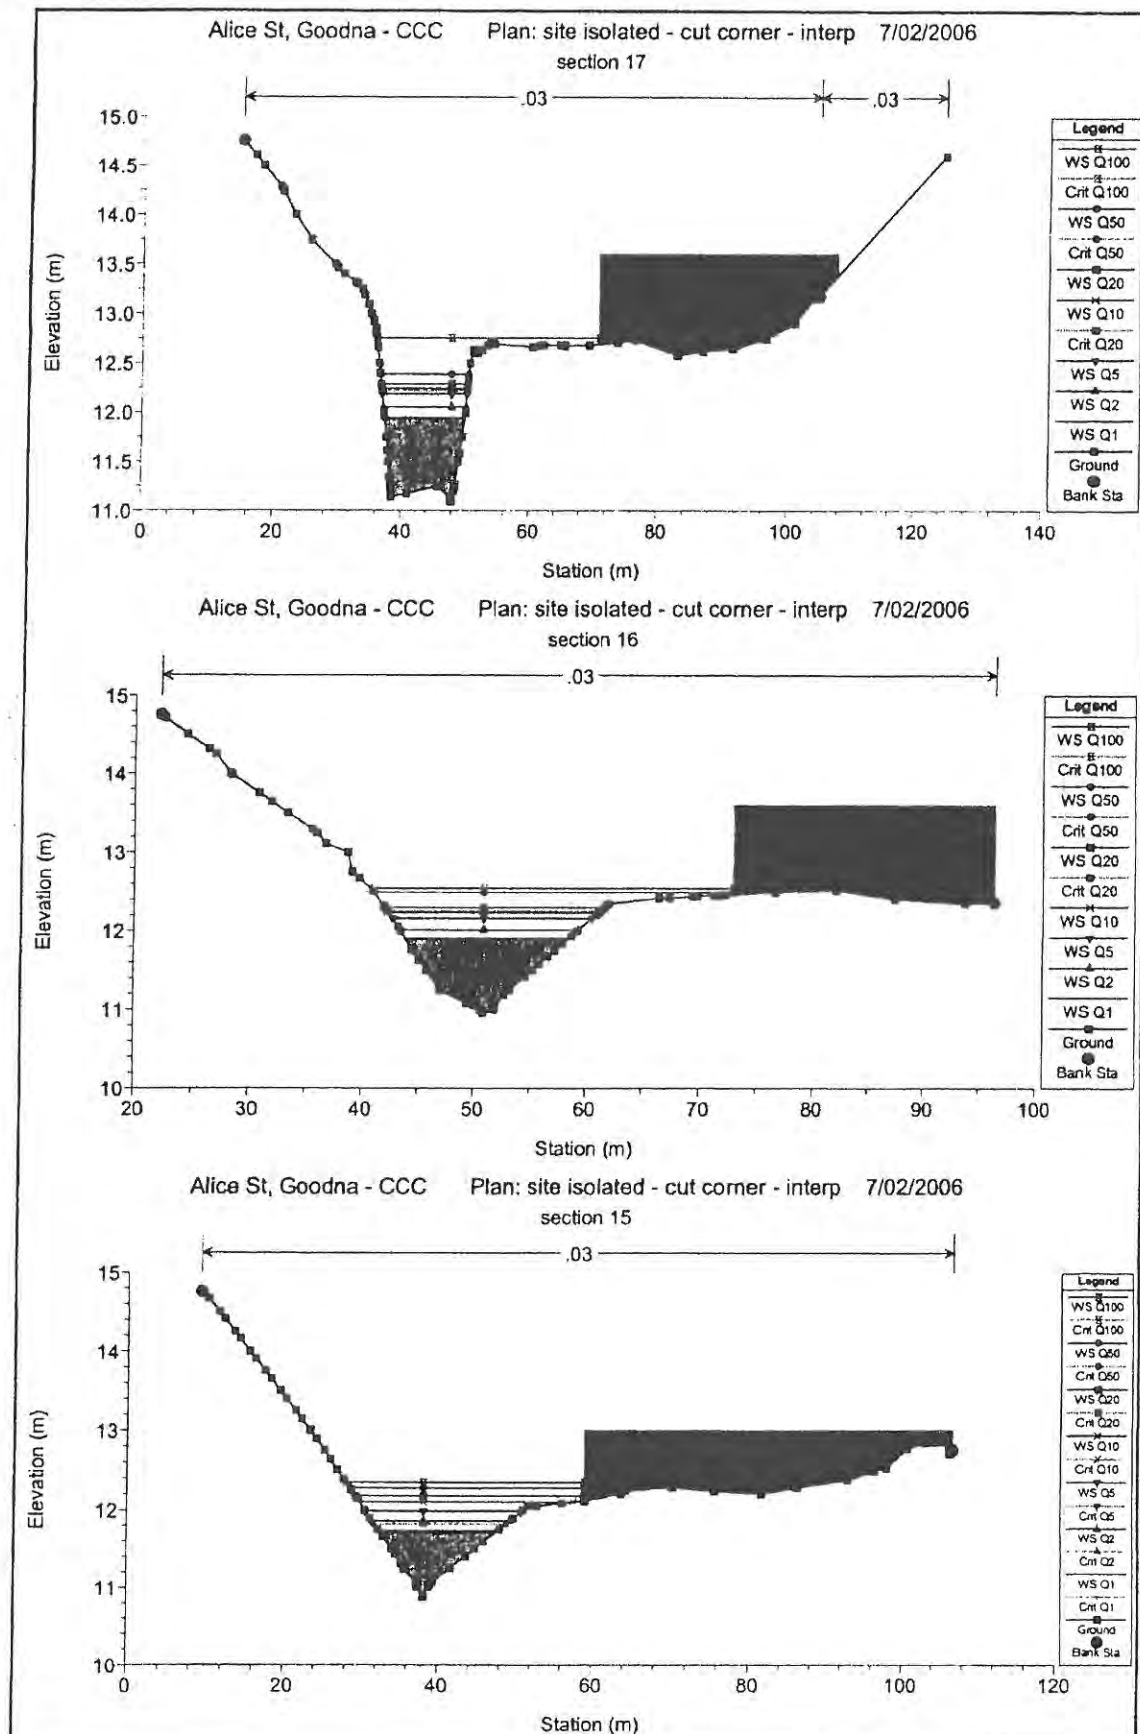 Alice St, Goodna - CCC Plan: site isolated - cut corner - interp 7/02/2006
section 17
.03 .03
15.0
14.5
14.0
13.5
13.0
12.5
12.0
11.5
11.0
Elevation (m)
0 20 40 60 80 100 120 140
Station (m)
Legend
WS Q100
Crit Q100
WS Q50
Crit Q50
WS Q20
WS Q10
Crit Q20
WS Q5
WS Q2
WS Q1
Ground
Bank Sta
Alice St, Goodna - CCC Plan: site isolated - cut corner - interp 7/02/2006
section 16
.03
15
14
13
12
11
10
Elevation (m)
20 30 40 50 60 70 80 90 100
Station (m)
Legend
WS Q100
Crit Q100
WS Q50
Crit Q50
WS Q20
Crit Q20
WS Q10
WS Q5
WS Q2
WS Q1
Ground
Bank Sta
Alice St, Goodna - CCC Plan: site isolated - cut corner - interp 7/02/2006
section 15
.03
15
14
13
12
11
10
Elevation (m)
0 20 40 60 80 100 120
Station (m)
Legend
WS Q100
Crit Q100
WS Q50
Crit Q50
WS Q20
Crit Q20
WS Q10
Crit Q10
WS Q5
Crit Q5
WS Q2
Crit Q2
WS Q1
Crit Q1
Ground
Bank Sta